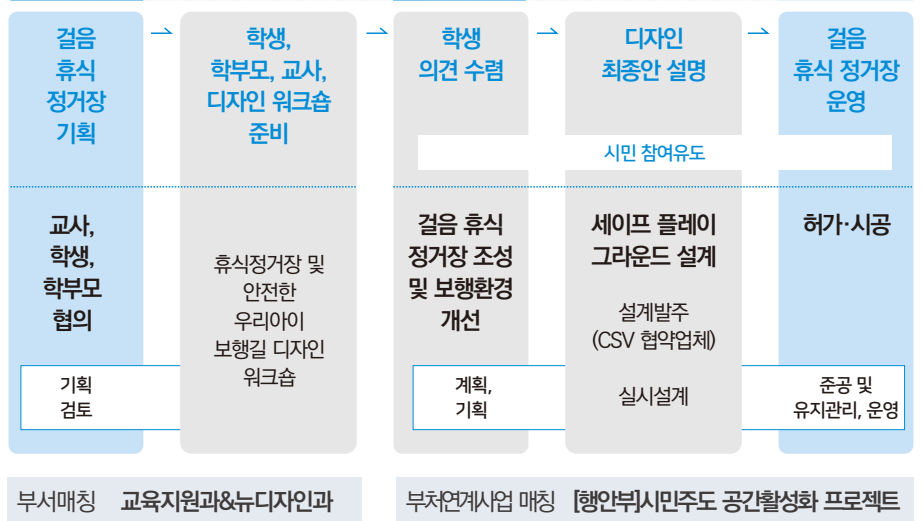 걸음
휴식
정거장
기획
→
학생,
학부모, 교사,
디자인 워크숍
준비
→
학생
의견 수렴
→
디자인
최종안 설명
→
걸음
휴식 정거장
운영
시민 참여유도
교사,
학생,
학부모
협의
기획
검토
휴식정거장 및
안전한
우리아이
보행길 디자인
워크숍
걸음 휴식
정거장 조성
및 보행환경
개선
계획,
기획
세이프 플레이
그라운드 설계
설계발주
(CSV 협약업체)
실시설계
허가·시공
준공 및
유지관리, 운영
부서매칭 교육지원과&뉴디자인과
부처연계사업 매칭 [행안부]시민주도 공간활성화 프로젝트